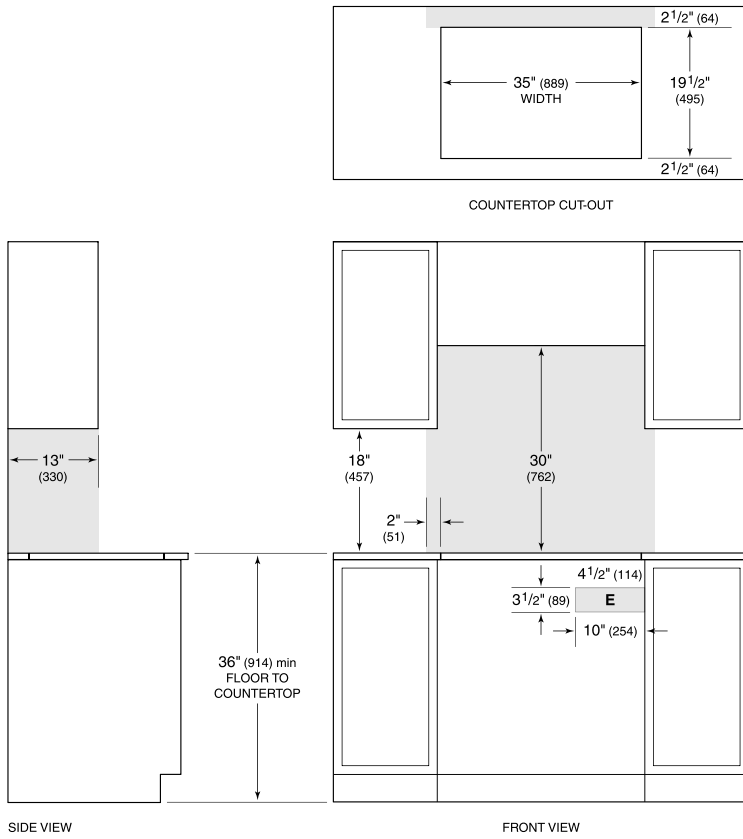 2 1/2" (64)
35" (889)
WIDTH
19 1/2"
(495)
2 1/2" (64)
COUNTERTOP CUT-OUT
13"
(330)
18"
(457)
30"
(762)
2"
(51)
4 1/2" (114)
3 1/2" (89)
E
10" (254)
36" (914) min
FLOOR TO
COUNTERTOP
SIDE VIEW
FRONT VIEW